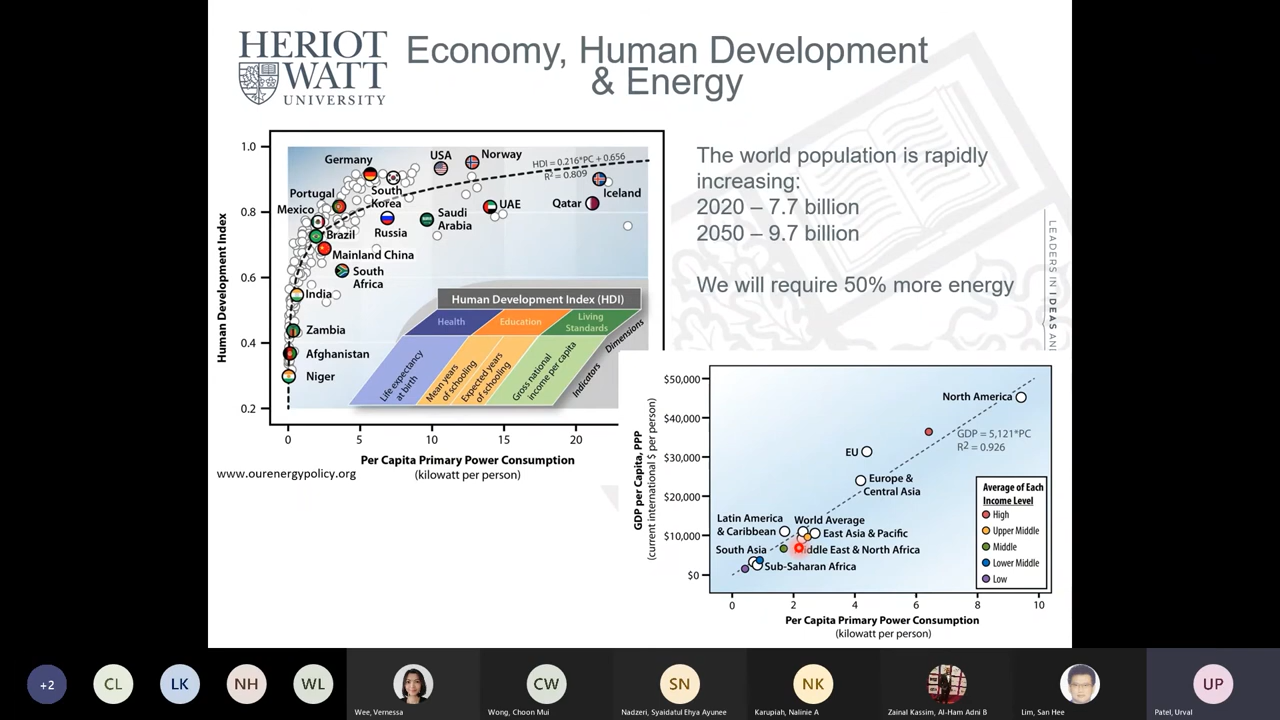 HERIOT
WATT
UNIVERSITY
Economy, Human Development
& Energy
The world population is rapidly
increasing:
2020 – 7.7 billion
2050 – 9.7 billion
We will require 50% more energy
LEADERS IN IDEAS AN
Human Development Index
1.0
0.8
0.6
0.4
0.2
Germany
USA
Norway
HDI = 0.216*PC + 0.656
R² = 0.809
Portugal
South
Korea
Iceland
Mexico
Qatar
UAE
Saudi
Arabia
Russia
Brazil
Mainland China
South
Africa
India
Zambia
Afghanistan
Niger
Human Development Index (HDI)
Health
Education
Living
Standards
Dimensions
Life expectancy
at birth
Mean years
of schooling
Expected years
of schooling
Gross national
income per capita
Indicators
0
5
10
15
20
Per Capita Primary Power Consumption
(kilowatt per person)
www.ourenergypolicy.org
GDP per Capita, PPP
(current international $ per person)
$50,000
$40,000
$30,000
$20,000
$10,000
$0
North America
GDP = 5,121*PC
R² = 0.926
EU
Europe &
Central Asia
Latin America
& Caribbean
World Average
East Asia & Pacific
South Asia
ddle East & North Africa
Sub-Saharan Africa
Average of Each
Income Level
High
Upper Middle
Middle
Lower Middle
Low
0
2
4
6
8
10
Per Capita Primary Power Consumption
(kilowatt per person)
+2
CL
LK
NH
WL
Wee, Vernessa
CW
Wong, Choon Mui
SN
Nadzeri, Syaidatul Ehya Ayunee
NK
Karupiah, Nalinie A
Zainal Kassim, Al-Ham Adni B
Lim, San Hee
UP
Patel, Urval